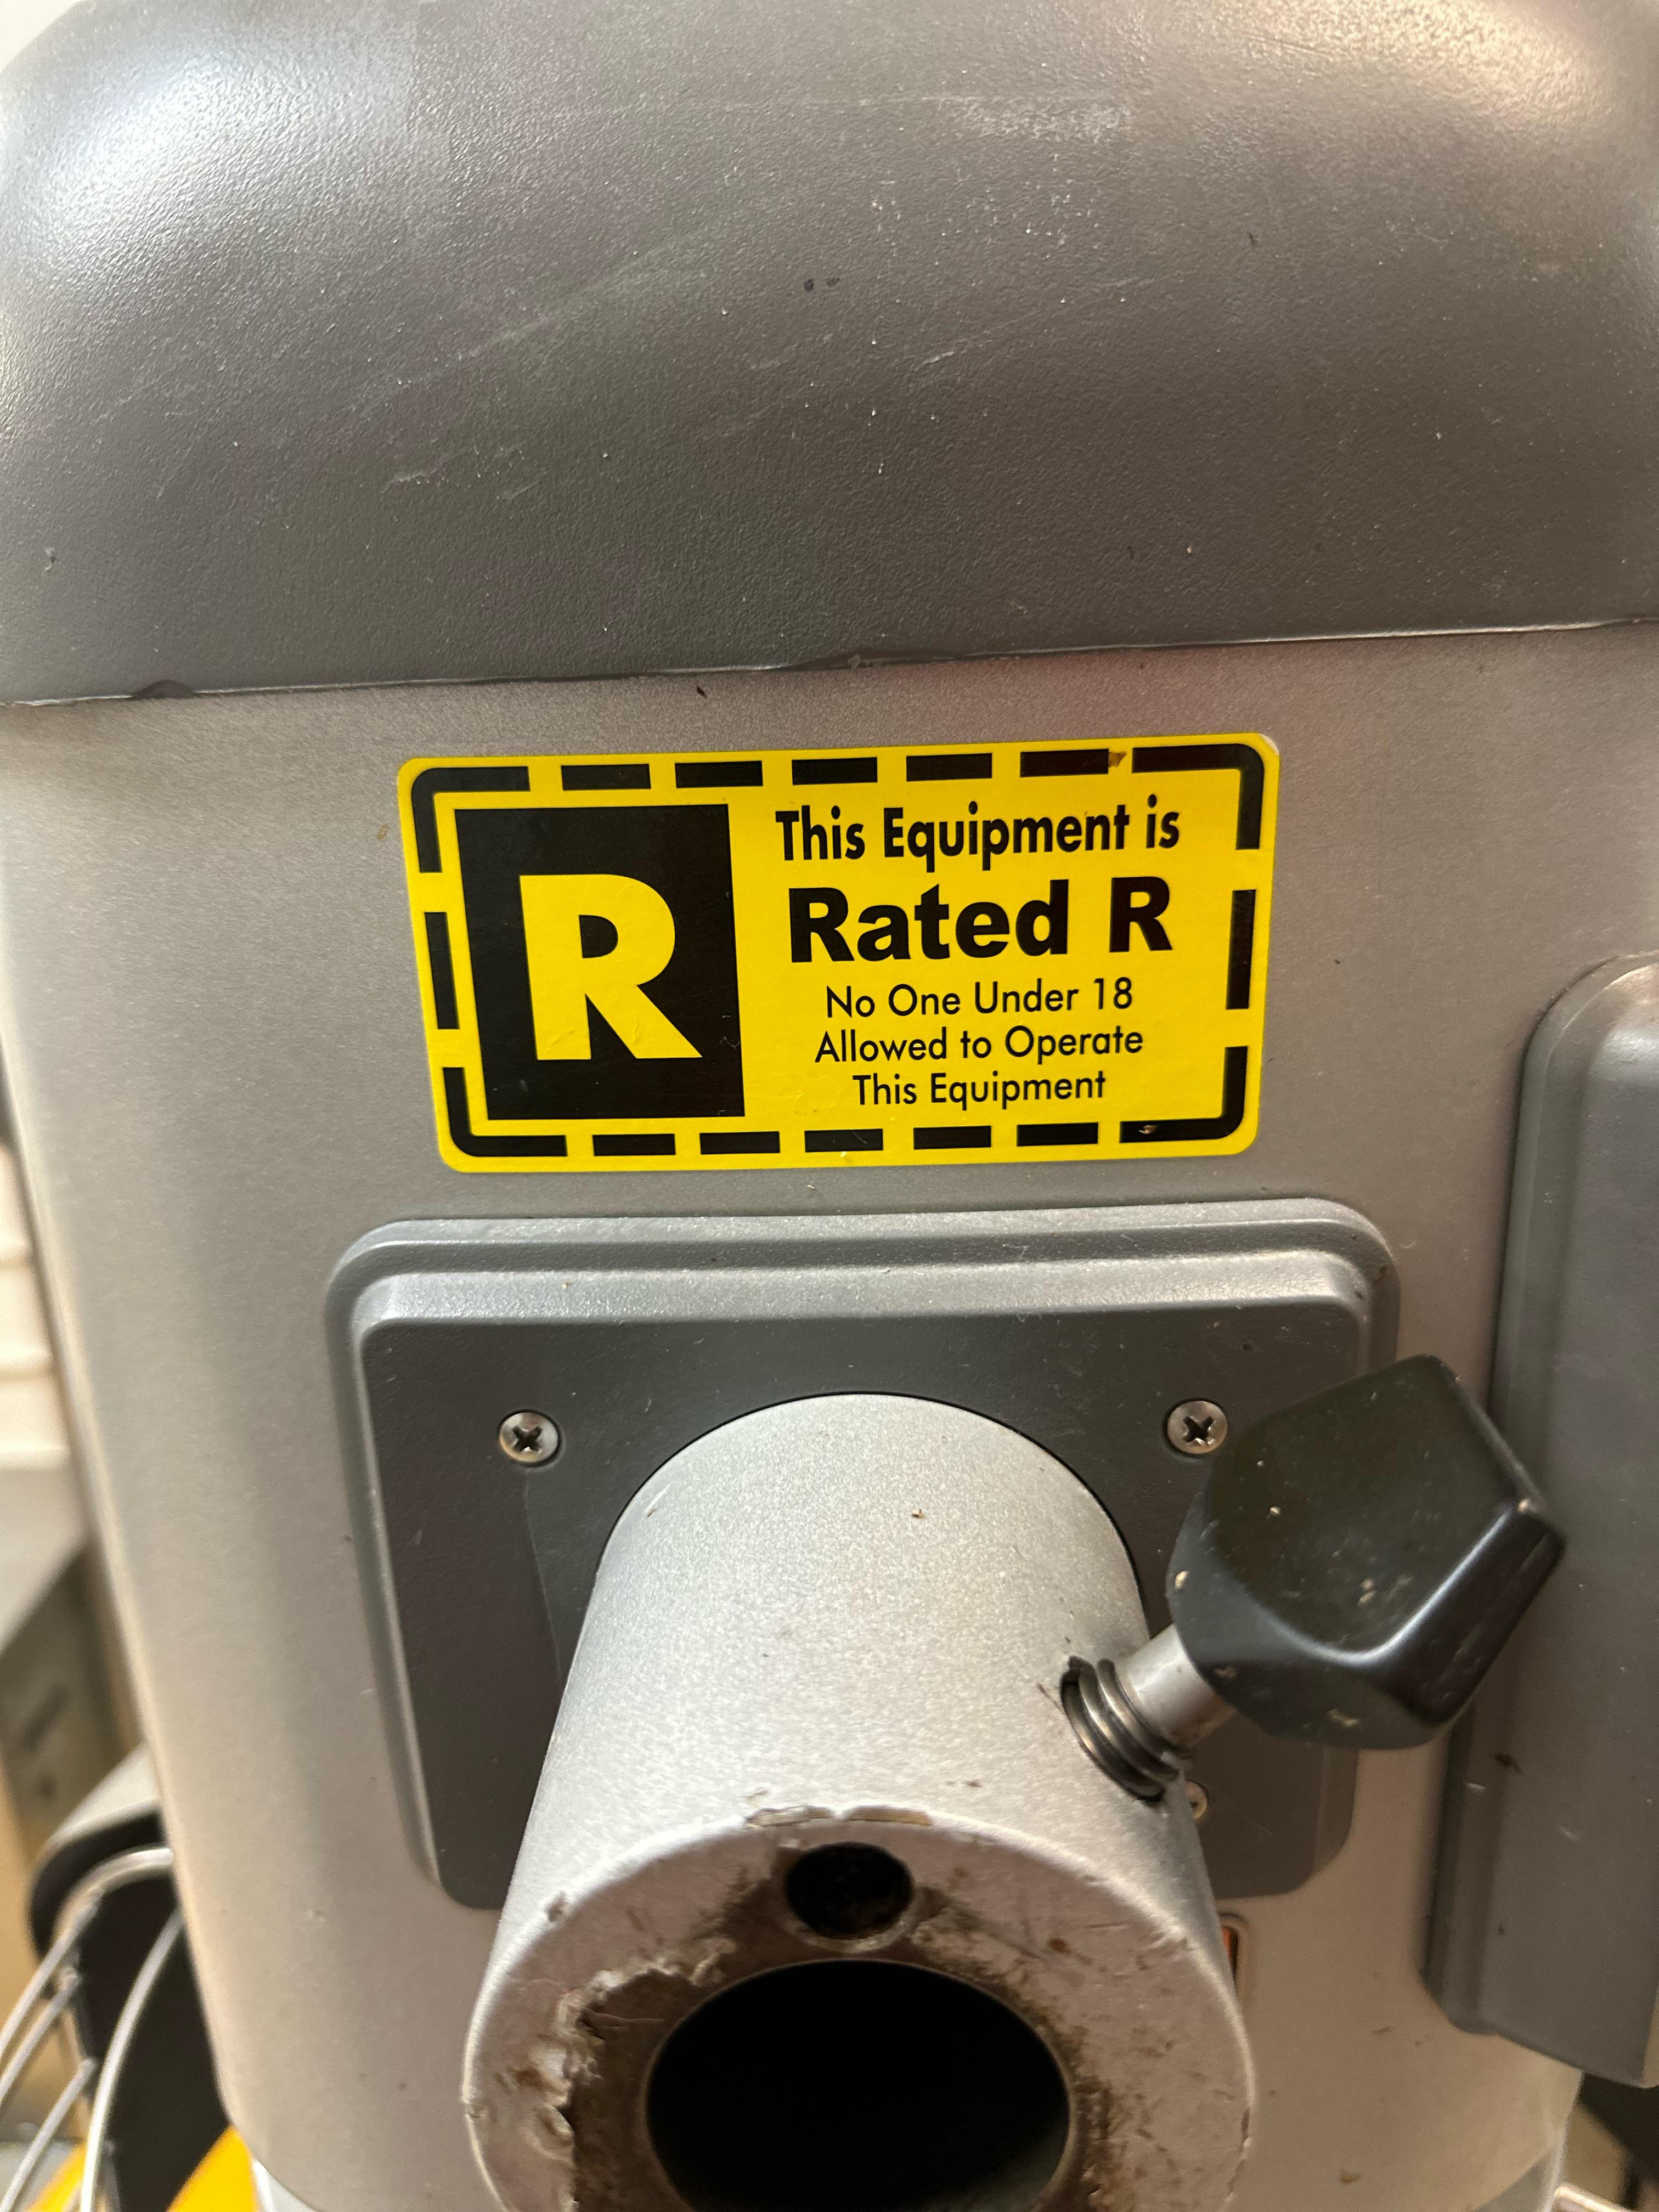 R
This Equipment is
Rated R
No One Under 18
Allowed to Operate
This Equipment